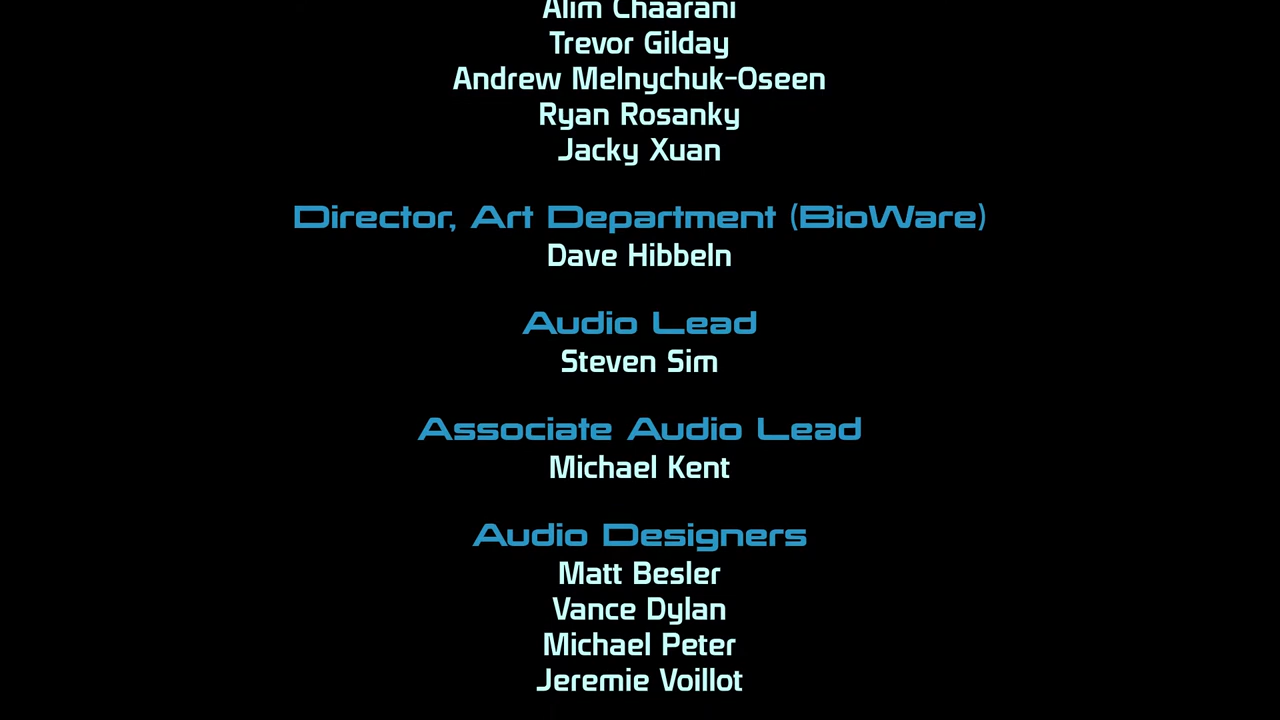 Alim Chaarani
Trevor Gilday
Andrew Melnychuk-Oseen
Ryan Rosanky
Jacky Xuan
Director, Art Department (BioWare)
Dave Hibbeln
Audio Lead
Steven Sim
Associate Audio Lead
Michael Kent
Audio Designers
Matt Besler
Vance Dylan
Michael Peter
Jeremie Voillot